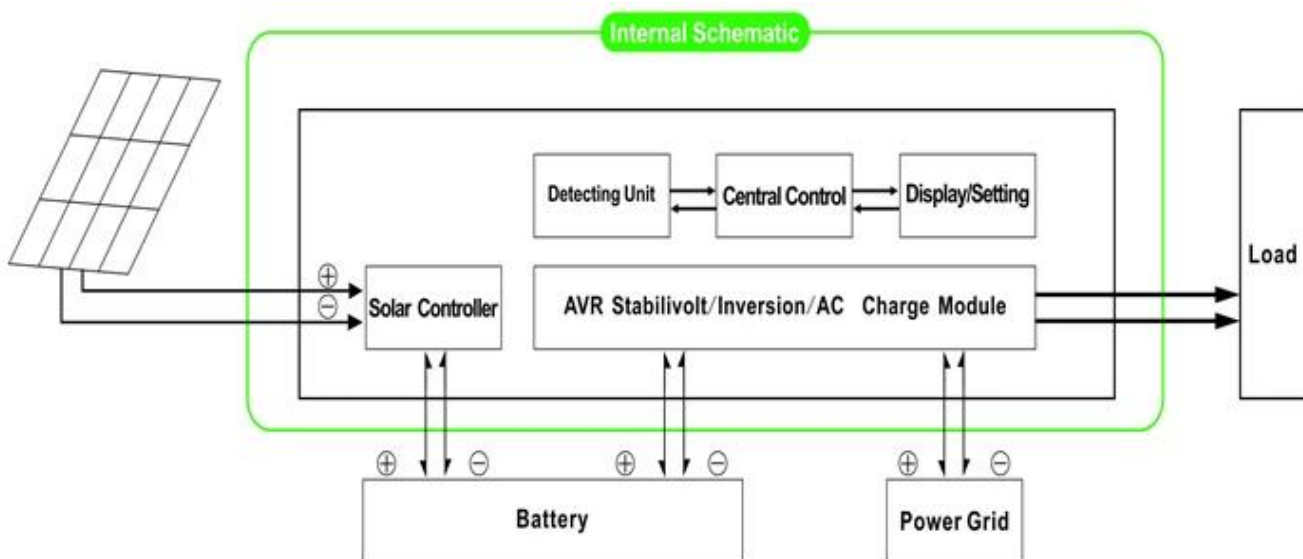 Internal Schematic
Detecting Unit
Central Control
Display/Setting
Load
⊕
⊖
Solar Controller
AVR Stabilivolt/Inversion/AC Charge Module
⊕ ⊖ ⊕ ⊖ ⊕ ⊖
Battery
Power Grid